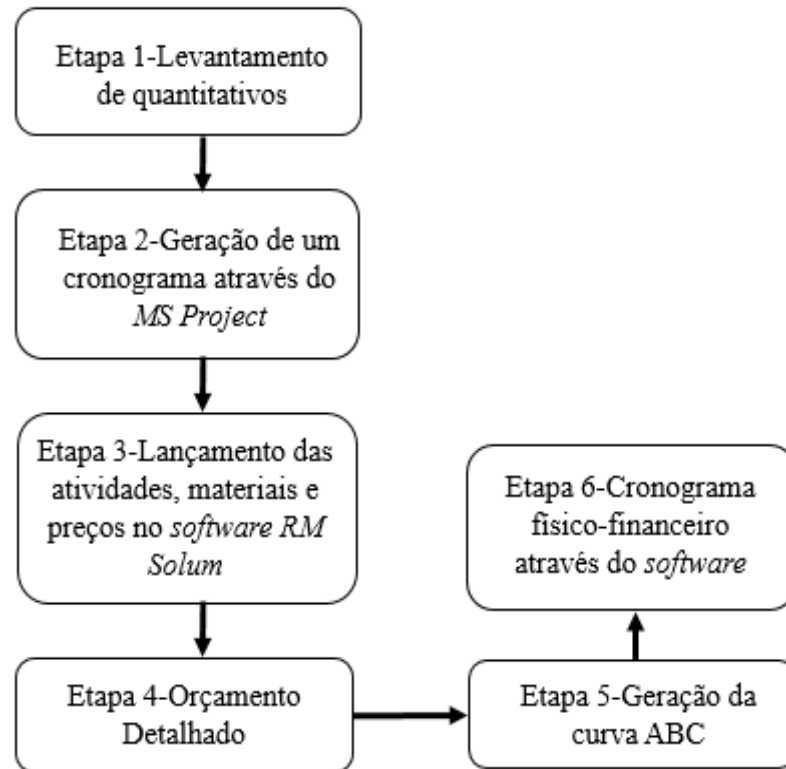 Etapa 1-Levantamento
de quantitativos
Etapa 2-Geração de um
cronograma através do
MS Project
Etapa 3-Lançamento das
atividades, materiais e
preços no software RM
Solum
Etapa 4-Orçamento
Detalhado
Etapa 5-Geração da
curva ABC
Etapa 6-Cronograma
físico-financeiro
através do software